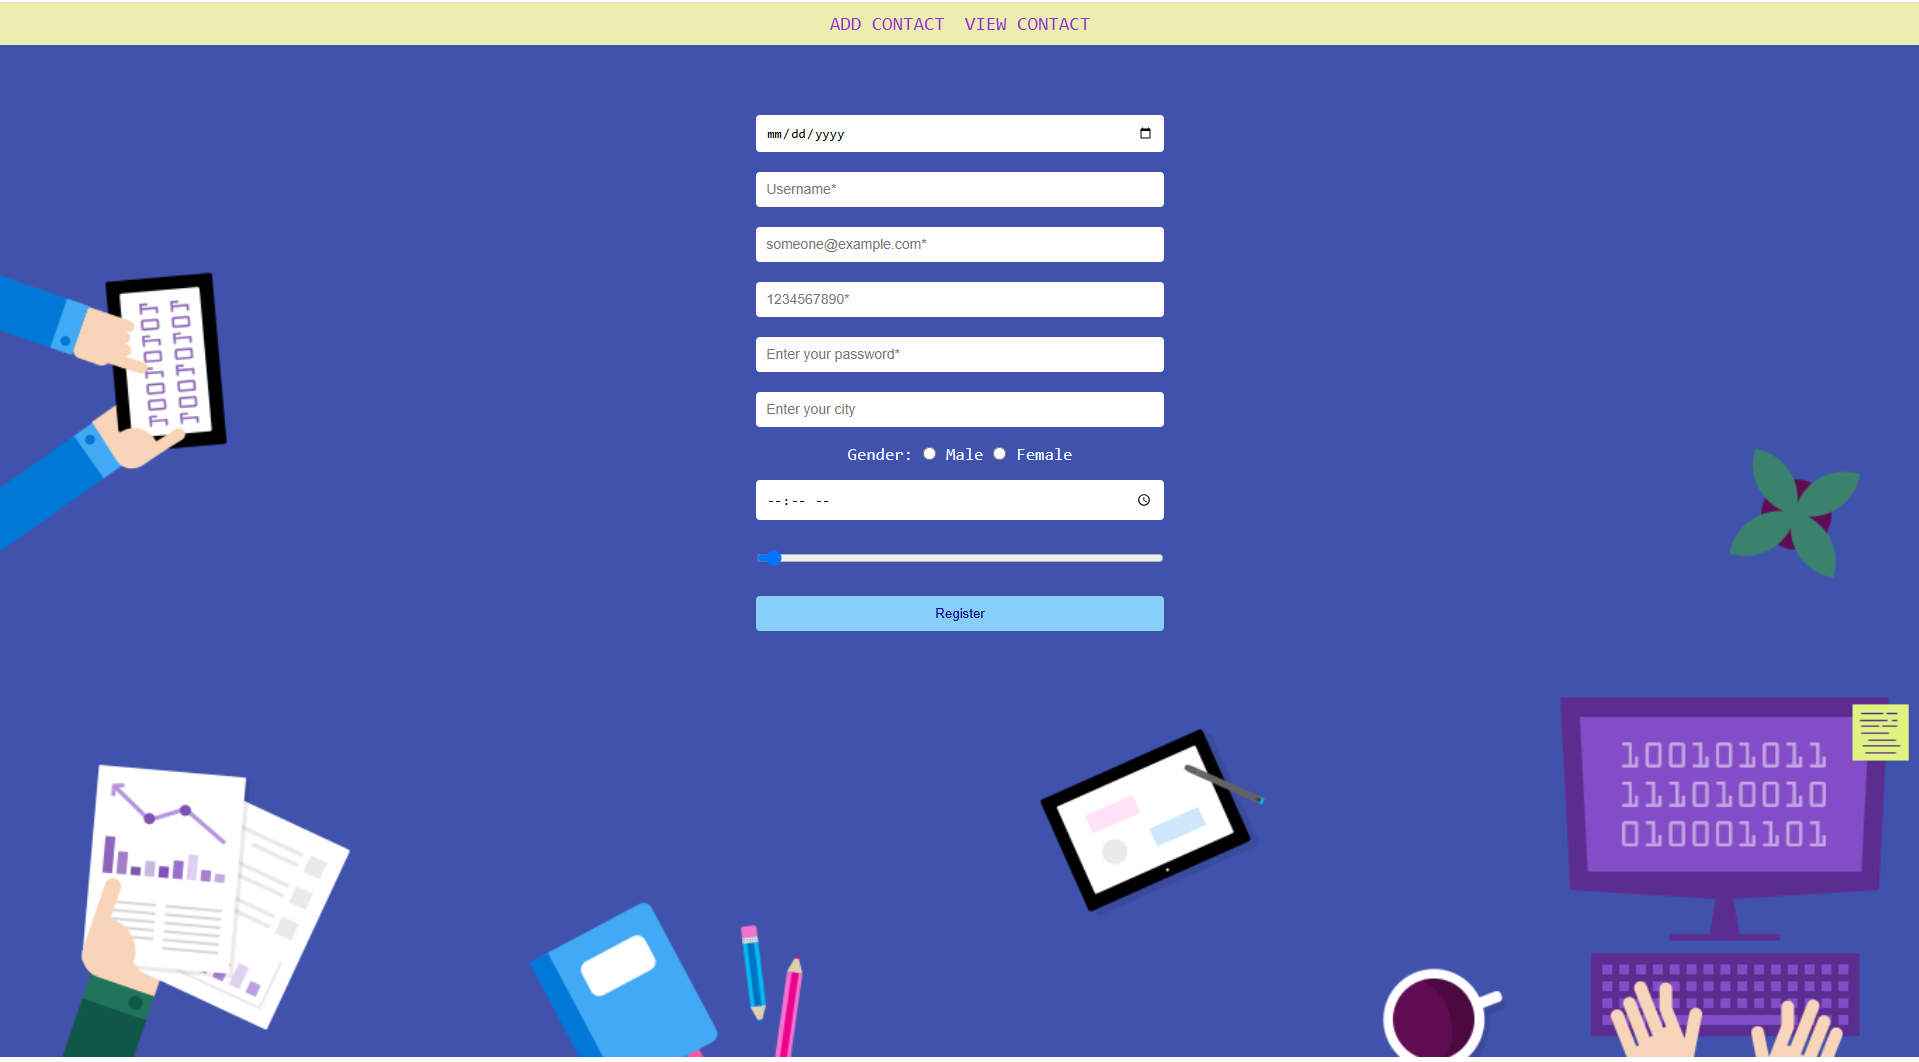 ADD CONTACT VIEW CONTACT
mm/dd/yyyy
Username*
someone@example.com*
1234567890*
Enter your password*
Enter your city
Gender: Male Female
--:-- --
Register
100101011
111010010
010001101